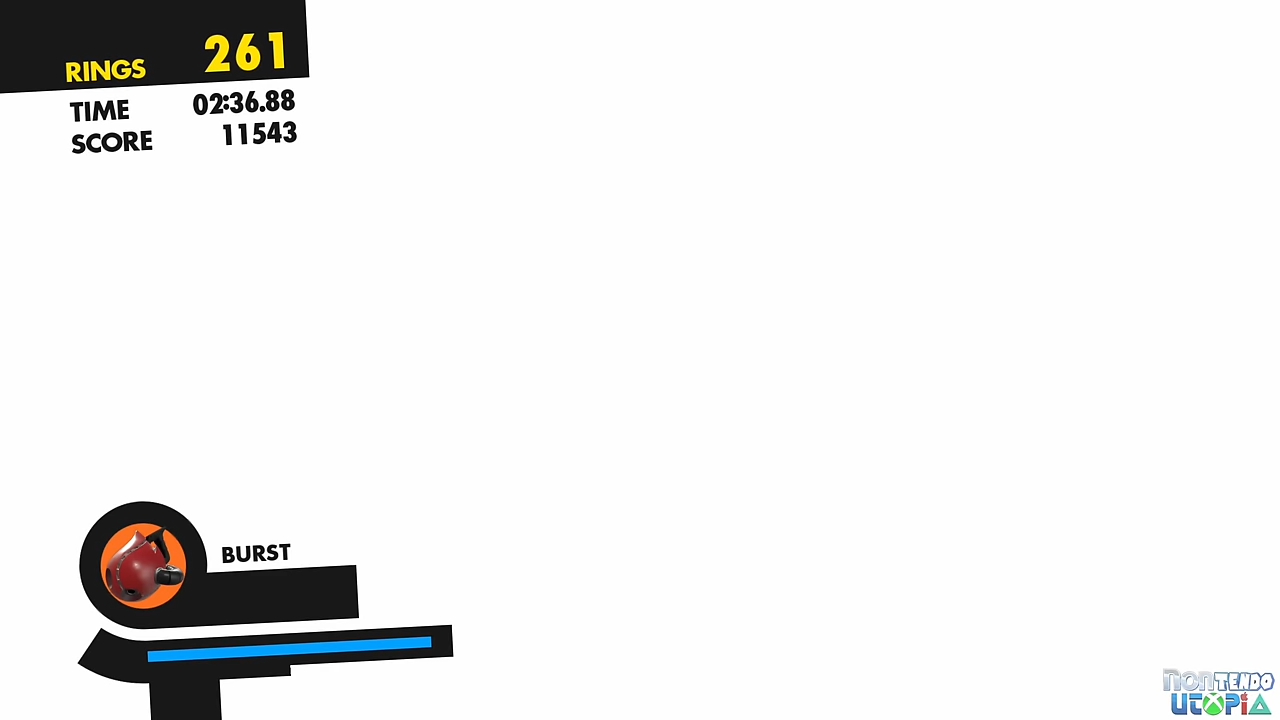 RINGS 261
TIME 02:36.88
SCORE 11543
BURST
NONTENDO
UTOPIA